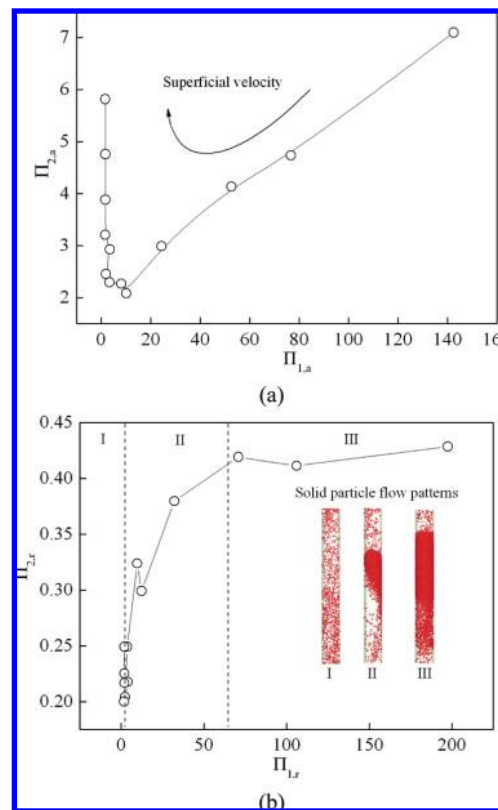 7
6
Superficial velocity
5
Π2,a
4
3
2
0 20 40 60 80 100 120 140 16
Π1,a
(a)
0.45
I II III
0.40
Solid particle flow patterns
0.35
Π2,r
0.30
0.25
I II III
0.20
0 50 100 150 200
Π1,r
(b)